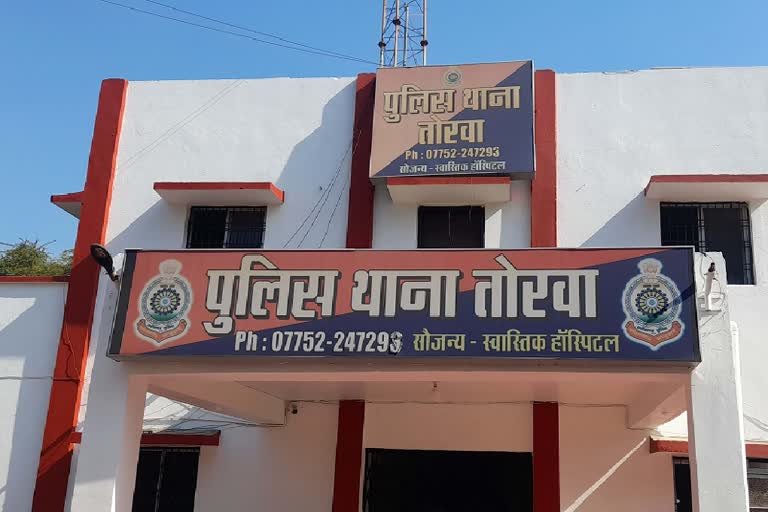 पुलिस थाना
तोरवा
Ph : 07752-247293
सौजन्य - स्वास्तिक हॉस्पिटल
पुलिस थाना तोरवा
Ph : 07752-247293 सौजन्य - स्वास्तिक हॉस्पिटल